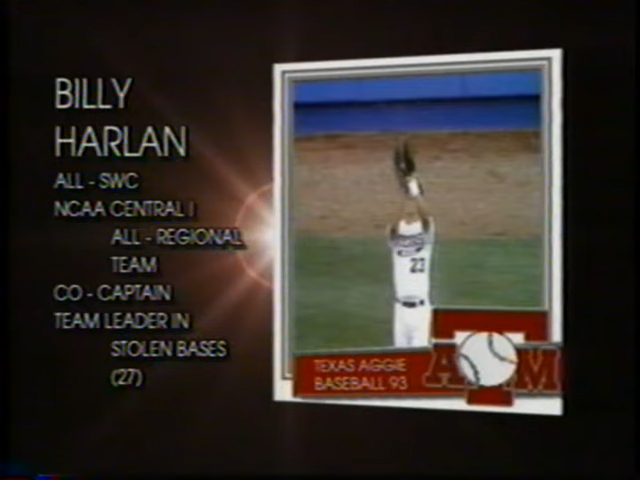 BILLY
HARLAN
ALL - SWC
NCAA CENTRAL I
ALL - REGIONAL
TEAM
CO - CAPTAIN
TEAM LEADER IN
STOLEN BASES
(27)
23
TEXAS AGGIE
BASEBALL 93
A T M